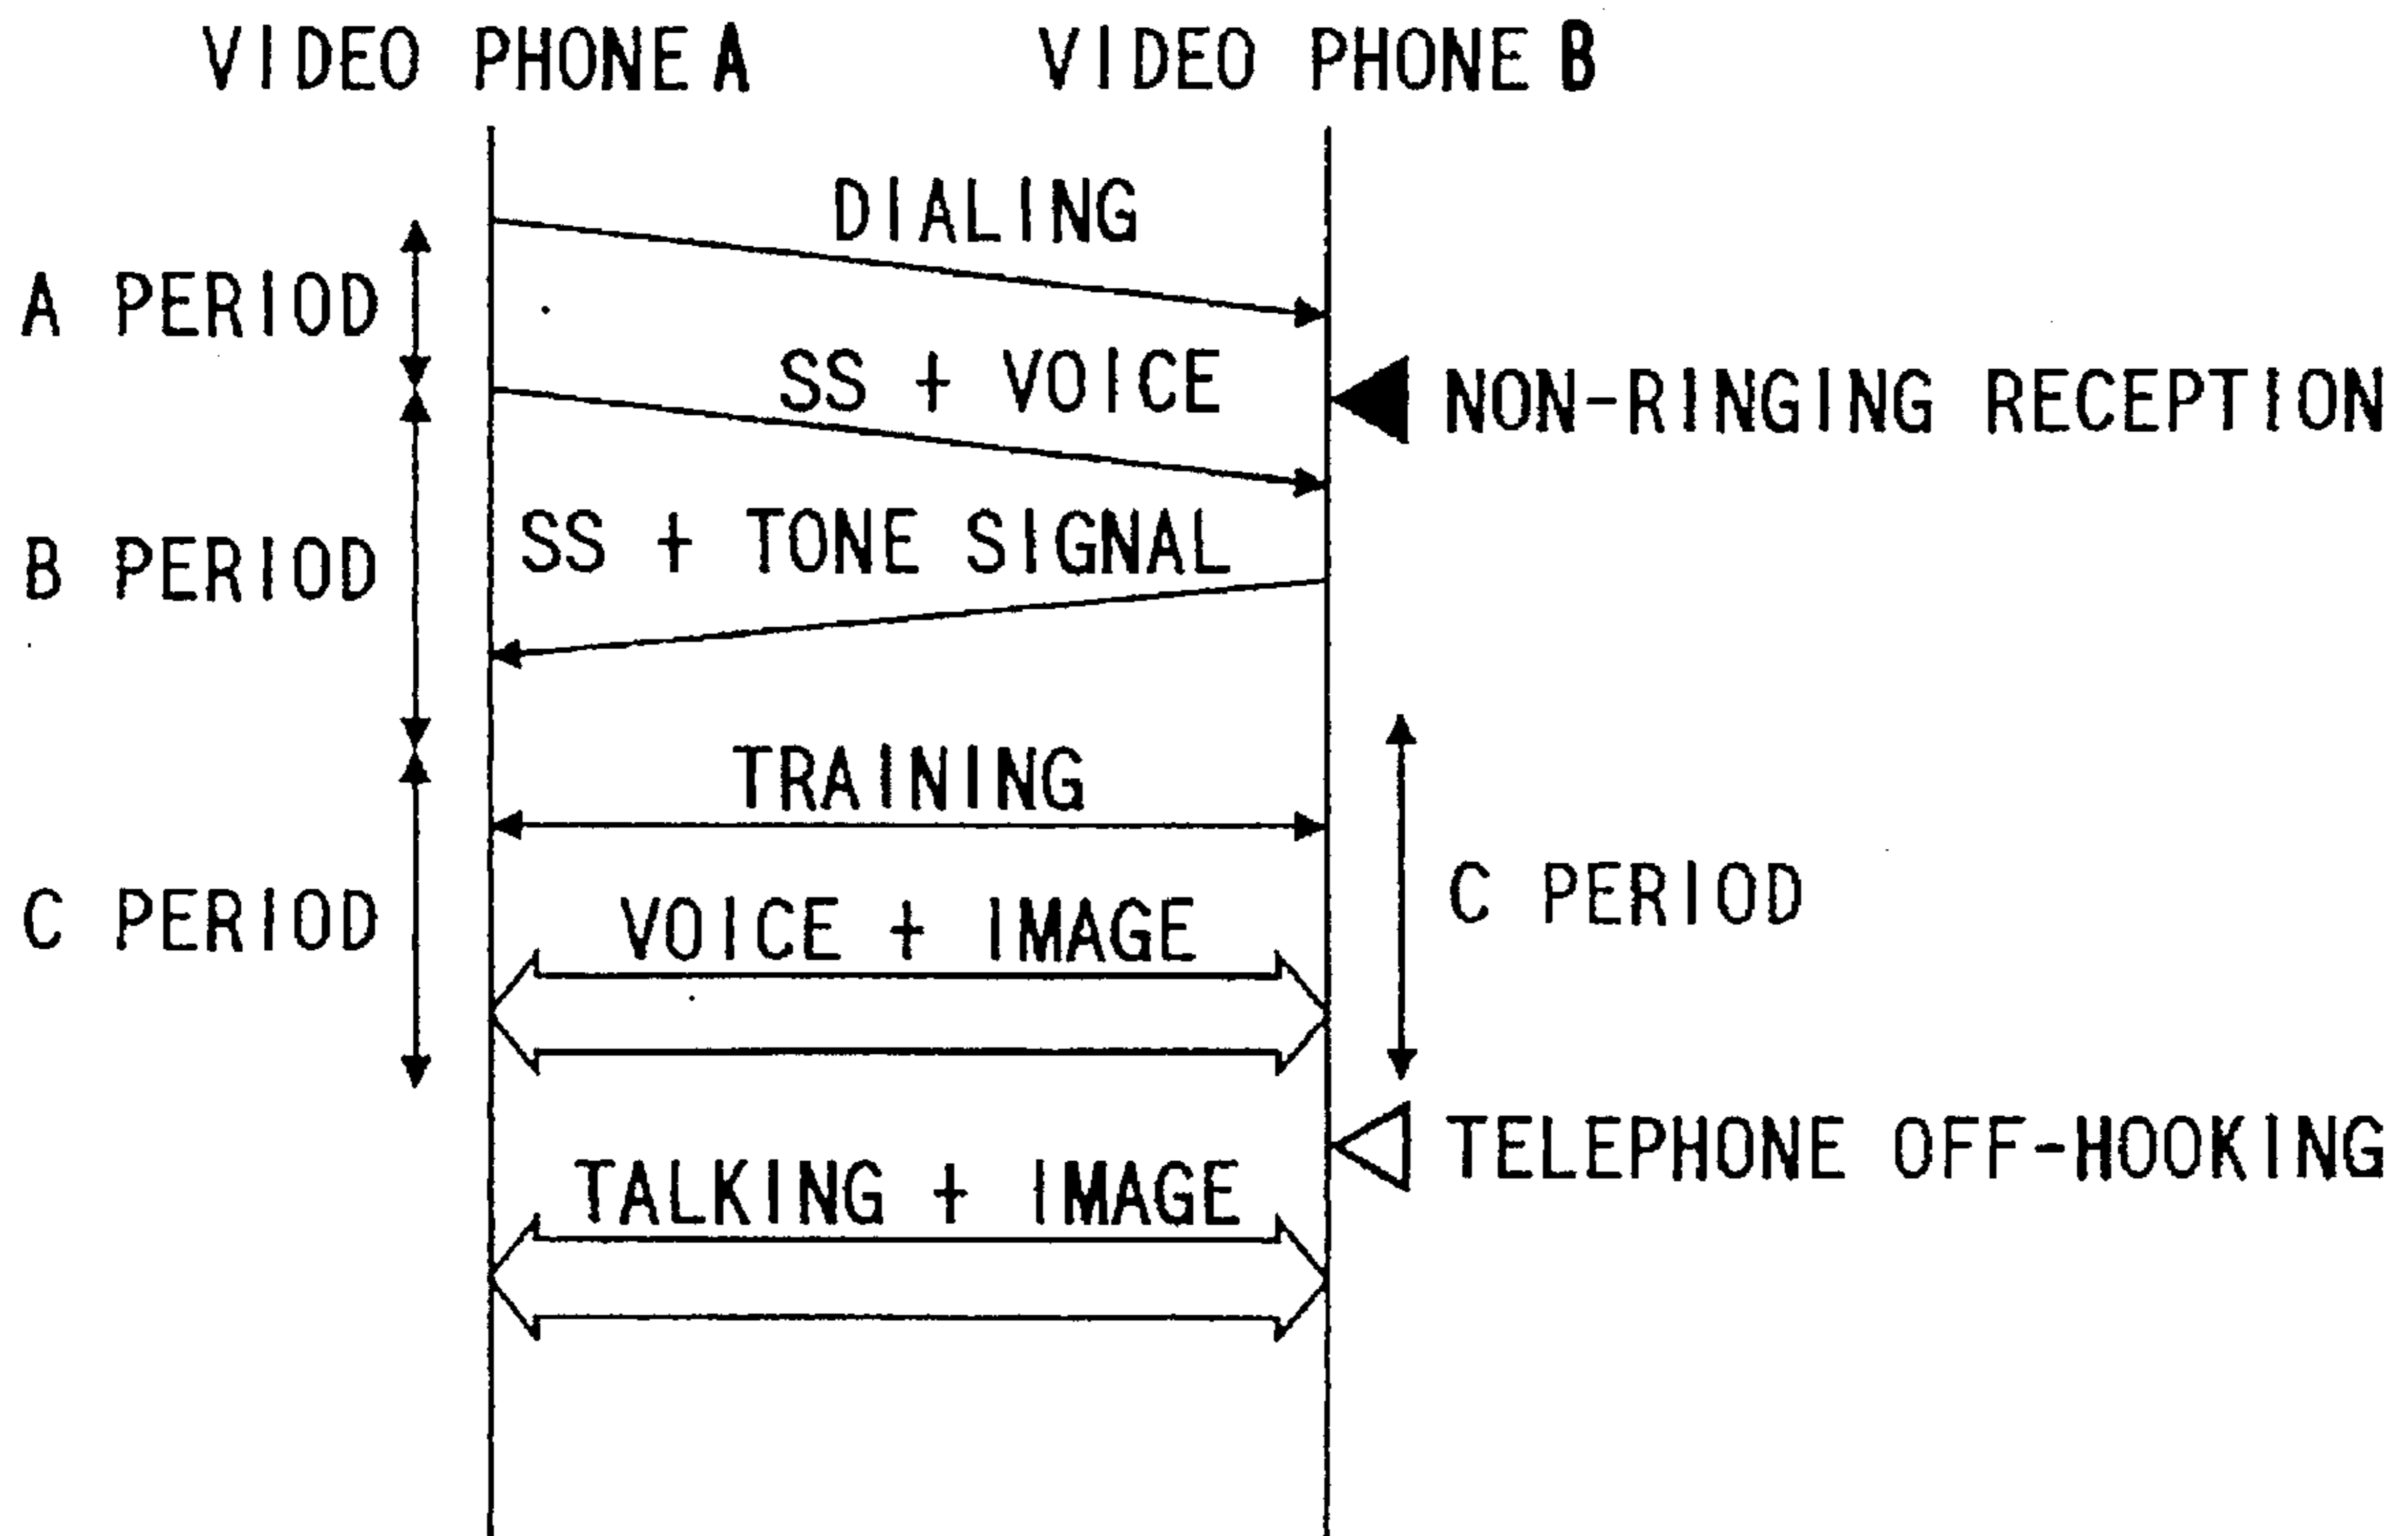 VIDEO PHONE A
VIDEO PHONE B
DIALING
A PERIOD
SS + VOICE
NON-RINGING RECEPTION
SS + TONE SIGNAL
B PERIOD
TRAINING
C PERIOD
C PERIOD
VOICE + IMAGE
TELEPHONE OFF-HOOKING
TALKING + IMAGE